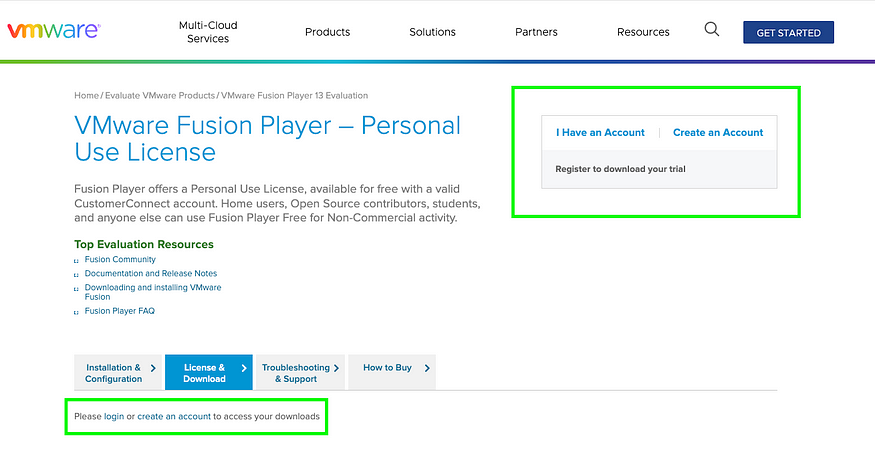 vmware®
Multi-Cloud
Services
Products
Solutions
Partners
Resources
GET STARTED
Home / Evaluate VMware Products / VMware Fusion Player 13 Evaluation
VMware Fusion Player – Personal
Use License
Fusion Player offers a Personal Use License, available for free with a valid
CustomerConnect account. Home users, Open Source contributors, students,
and anyone else can use Fusion Player Free for Non-Commercial activity.
I Have an Account
Create an Account
Register to download your trial
Top Evaluation Resources
Fusion Community
Documentation and Release Notes
Downloading and installing VMware
Fusion
Fusion Player FAQ
Installation &
Configuration
License &
Download
Troubleshooting
& Support
How to Buy
Please login or create an account to access your downloads